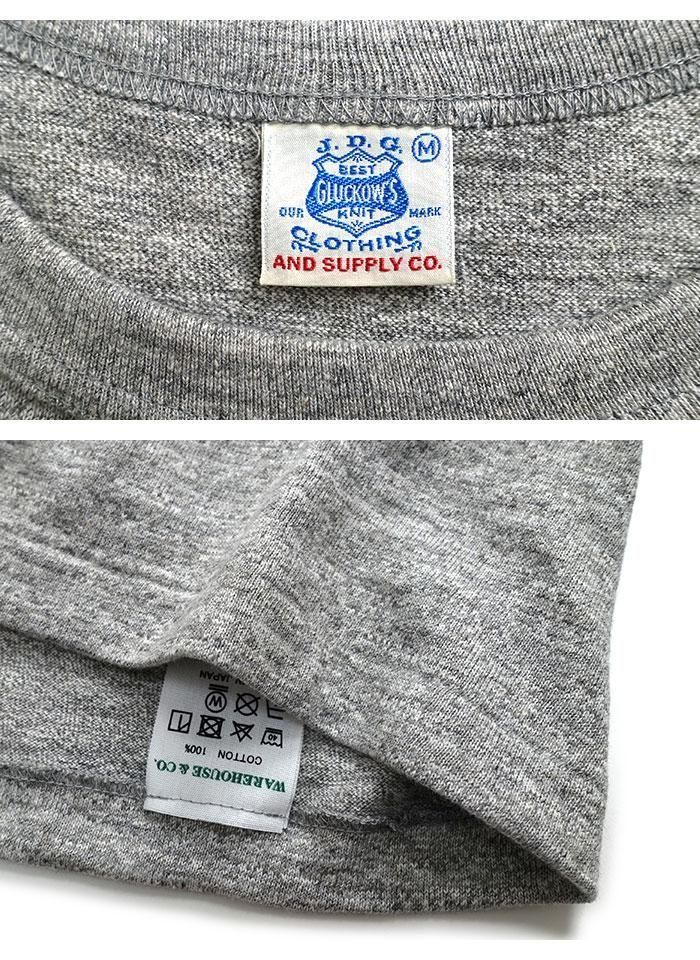 J. D. G. M
BEST
GLUCKOW'S
OUR KNIT MARK
CLOTHING
AND SUPPLY CO.
WAREHOUSE & CO.
COTTON 100%
40
W
JAPAN